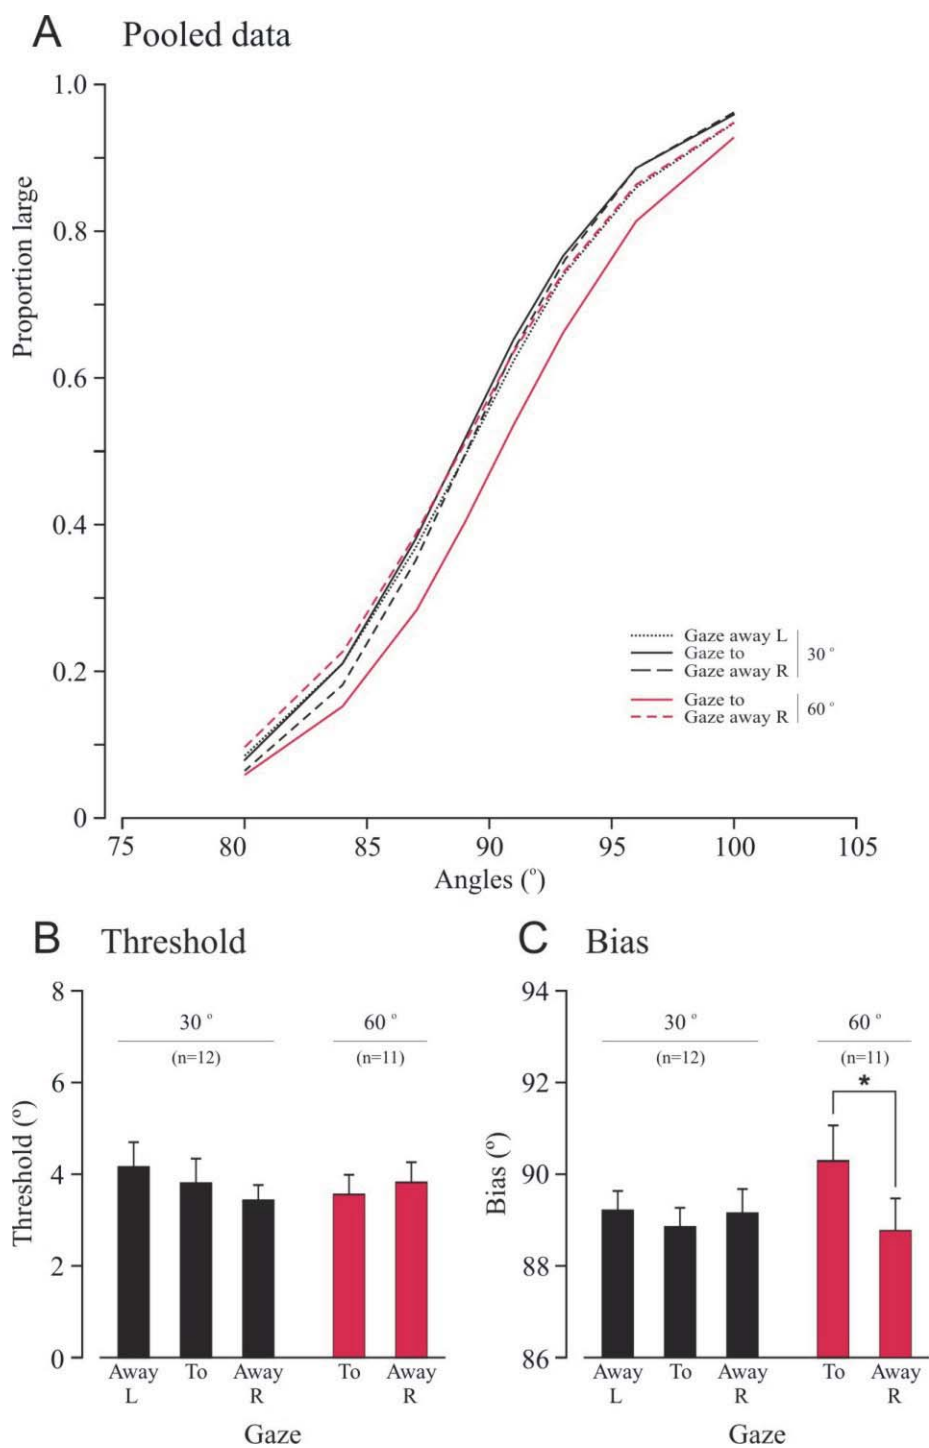 A Pooled data
1.0
0.8
0.6
0.4
0.2
0
Proportion large
75 80 85 90 95 100 105
Angles (º)
Gaze away L
Gaze to
Gaze away R
30 º
Gaze to
Gaze away R
60 º
B Threshold
8
6
4
2
0
Threshold (º)
30 º
(n=12)
60 º
(n=11)
Away L
To
Away R
To
Away R
Gaze
C Bias
94
92
90
88
86
Bias (º)
30 º
(n=12)
60 º
(n=11)
*
Away L
To
Away R
To
Away R
Gaze